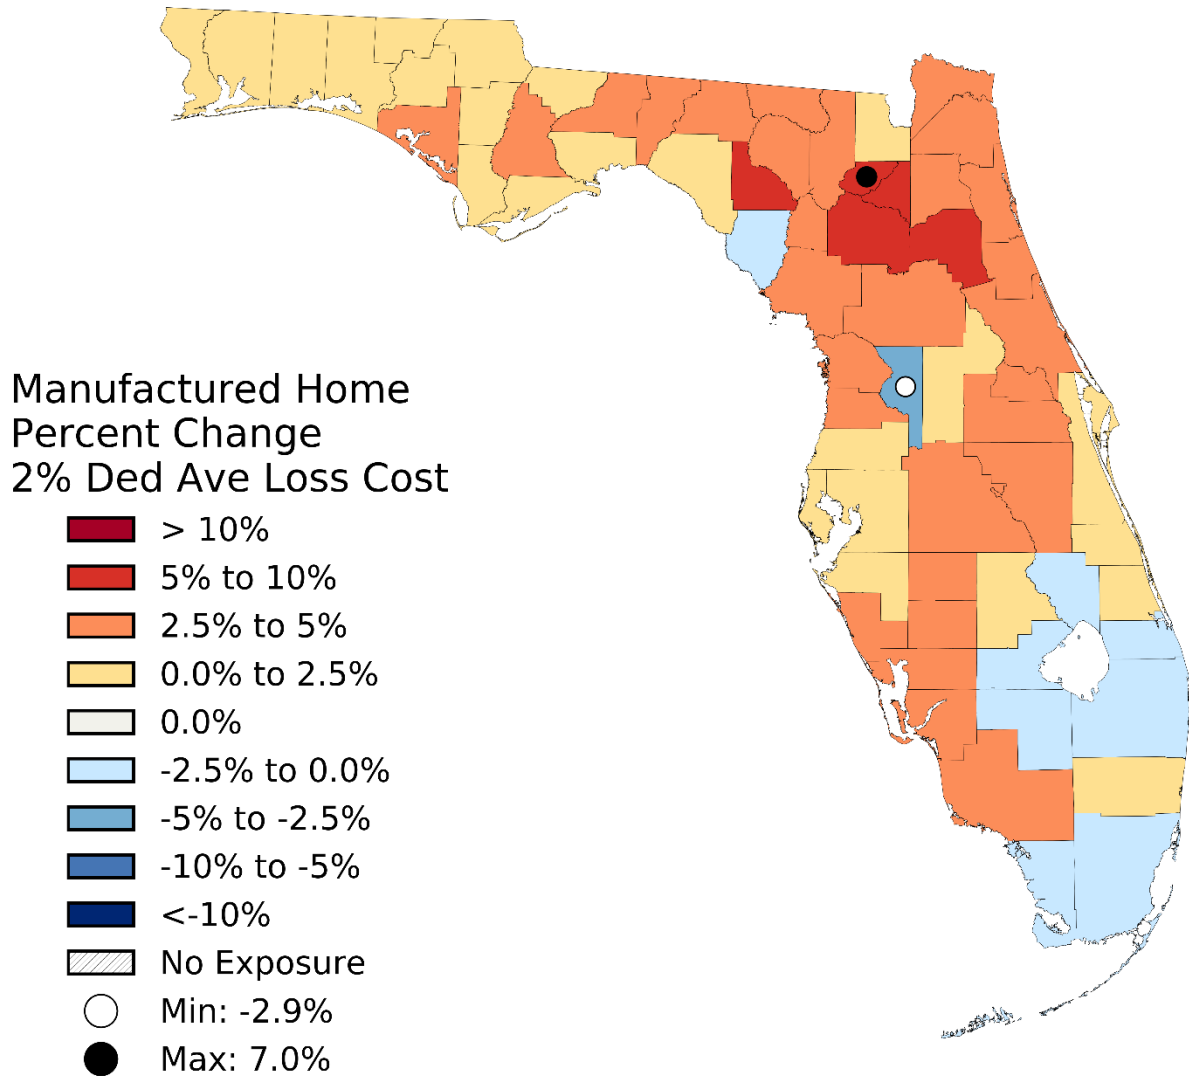 Manufactured Home
Percent Change
2% Ded Ave Loss Cost
> 10%
5% to 10%
2.5% to 5%
0.0% to 2.5%
0.0%
-2.5% to 0.0%
-5% to -2.5%
-10% to -5%
<-10%
No Exposure
Min: -2.9%
Max: 7.0%